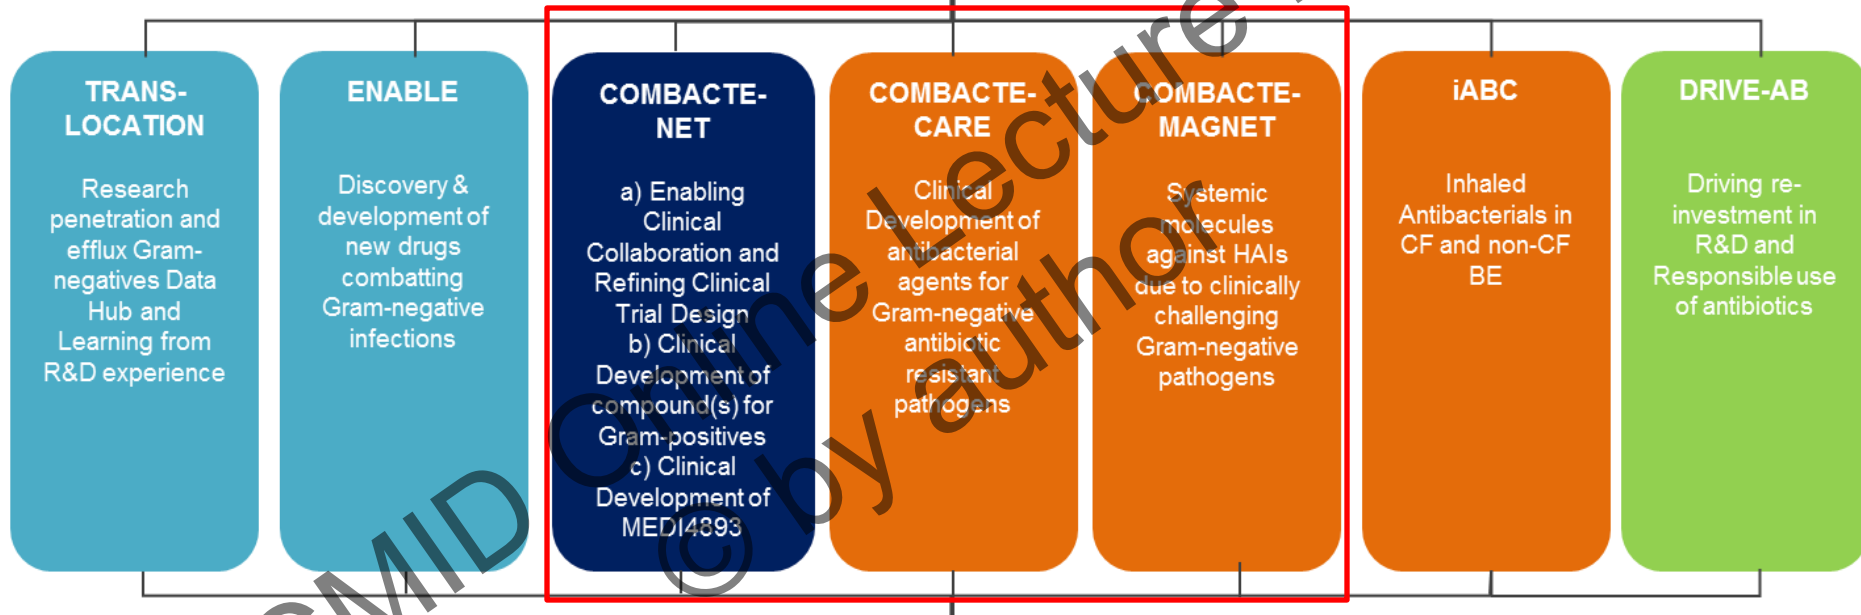 TRANS-
LOCATION
Research
penetration and
efflux Gram-
negatives Data
Hub and
Learning from
R&D experience
ENABLE
Discovery &
development of
new drugs
combatting
Gram-negative
infections
COMBACTE-
NET
a) Enabling
Clinical
Collaboration and
Refining Clinical
Trial Design
b) Clinical
Development of
compound(s) for
Gram-positives
c) Clinical
Development of
MEDI4893
COMBACTE-
CARE
Clinical
Development of
antibacterial
agents for
Gram-negative
antibiotic
resistant
pathogens
COMBACTE-
MAGNET
Systemic
molecules
against HAIs
due to clinically
challenging
Gram-negative
pathogens
iABC
Inhaled
Antibacterials in
CF and non-CF
BE
DRIVE-AB
Driving re-
investment in
R&D and
Responsible use
of antibiotics
Online Lecture
© by author